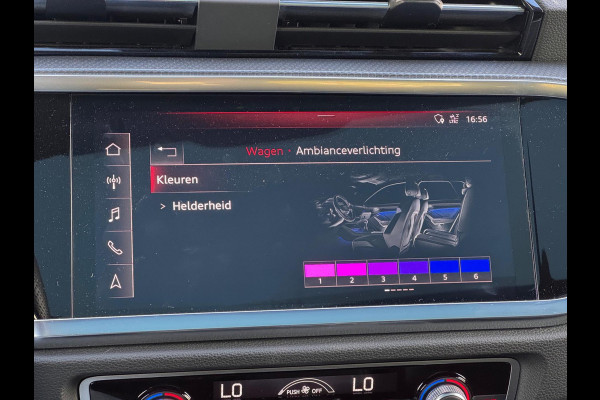 16:56
Wagen · Ambianceverlichting
Kleuren
> Helderheid
1 2 3 4 5 6
LO PUSH OFF LO